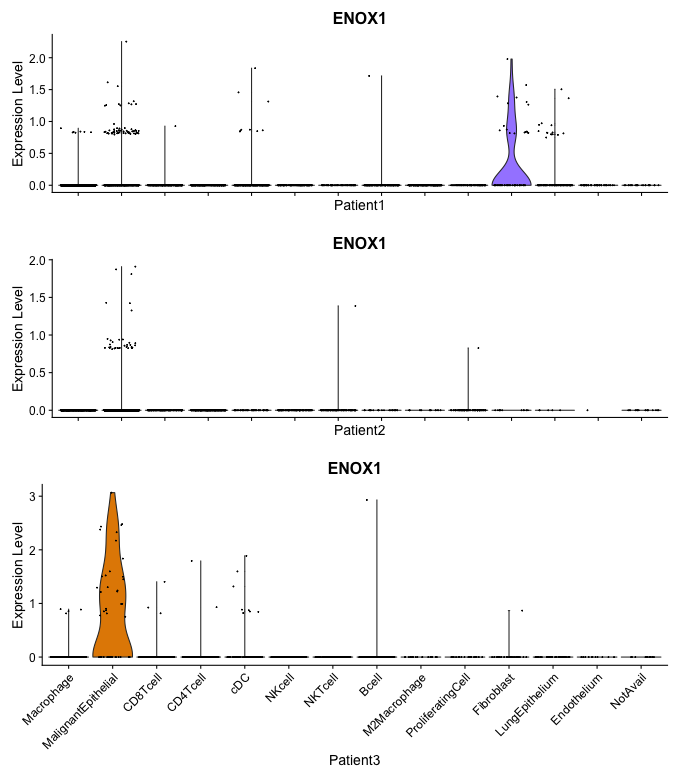 ENOX1
Expression Level
2.0
1.5
1.0
0.5
0.0
Patient1
ENOX1
Expression Level
2.0
1.5
1.0
0.5
0.0
Patient2
ENOX1
Expression Level
3
2
1
0
Macrophage
MalignantEpithelial
CD8Tcell
CD4Tcell
cDC
NKcell
NKTcell
Bcell
M2Macrophage
ProliferatingCell
Fibroblast
LungEpithelium
Endothelium
NotAvail
Patient3